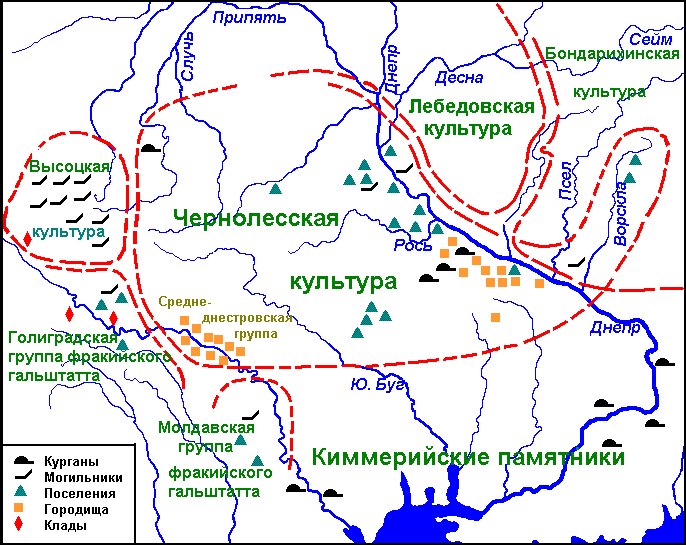 Припять
Случь
Днепр
Десна
Сейм
Бондарихинская
культура
Лебедовская
культура
Высоцкая
культура
Чернолесская
культура
Рось
Псел
Ворскла
Средне-
днестровская
группа
Голиградская
группа фракийского
гальштатта
Днепр
Ю. Буг
Молдавская
группа
фракийского
гальштатта
Киммерийские памятники
Курганы
Могильники
Поселения
Городища
Клады